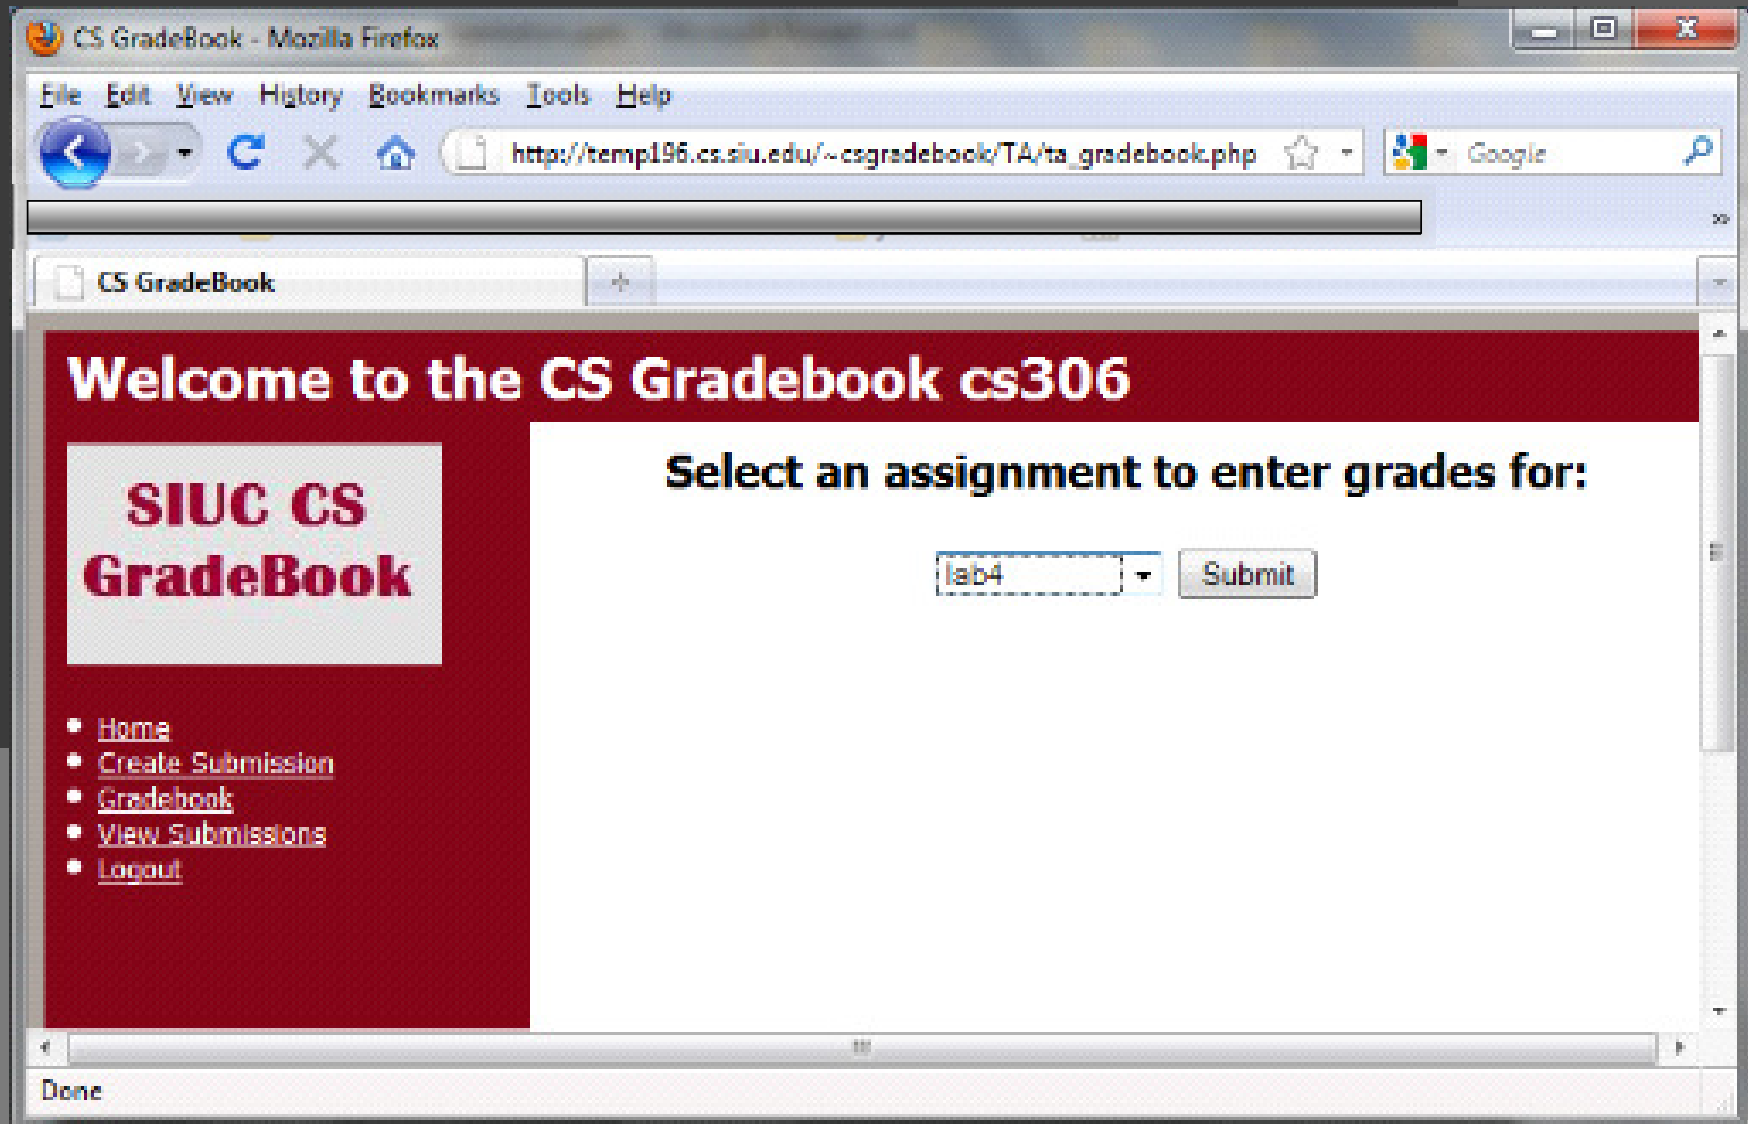 CS GradeBook - Mozilla Firefox
File Edit View History Bookmarks Tools Help
http://temp196.cs.siu.edu/~csgradebook/TA/ta_gradebook.php
Google
»
CS GradeBook
Welcome to the CS Gradebook cs306
SIUC CS
GradeBook
Select an assignment to enter grades for:
lab4
Submit
Home
Create Submission
Gradebook
View Submissions
Logout
Done